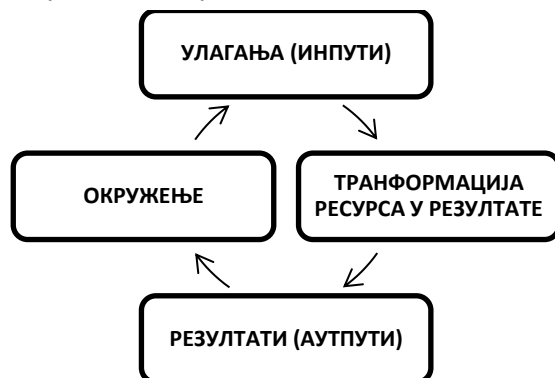 УЛАГАЊА (ИНПУТИ)
ОКРУЖЕЊЕ
ТРАНФОРМАЦИЈА
РЕСУРСА У РЕЗУЛТАТЕ
РЕЗУЛТАТИ (АУТПУТИ)